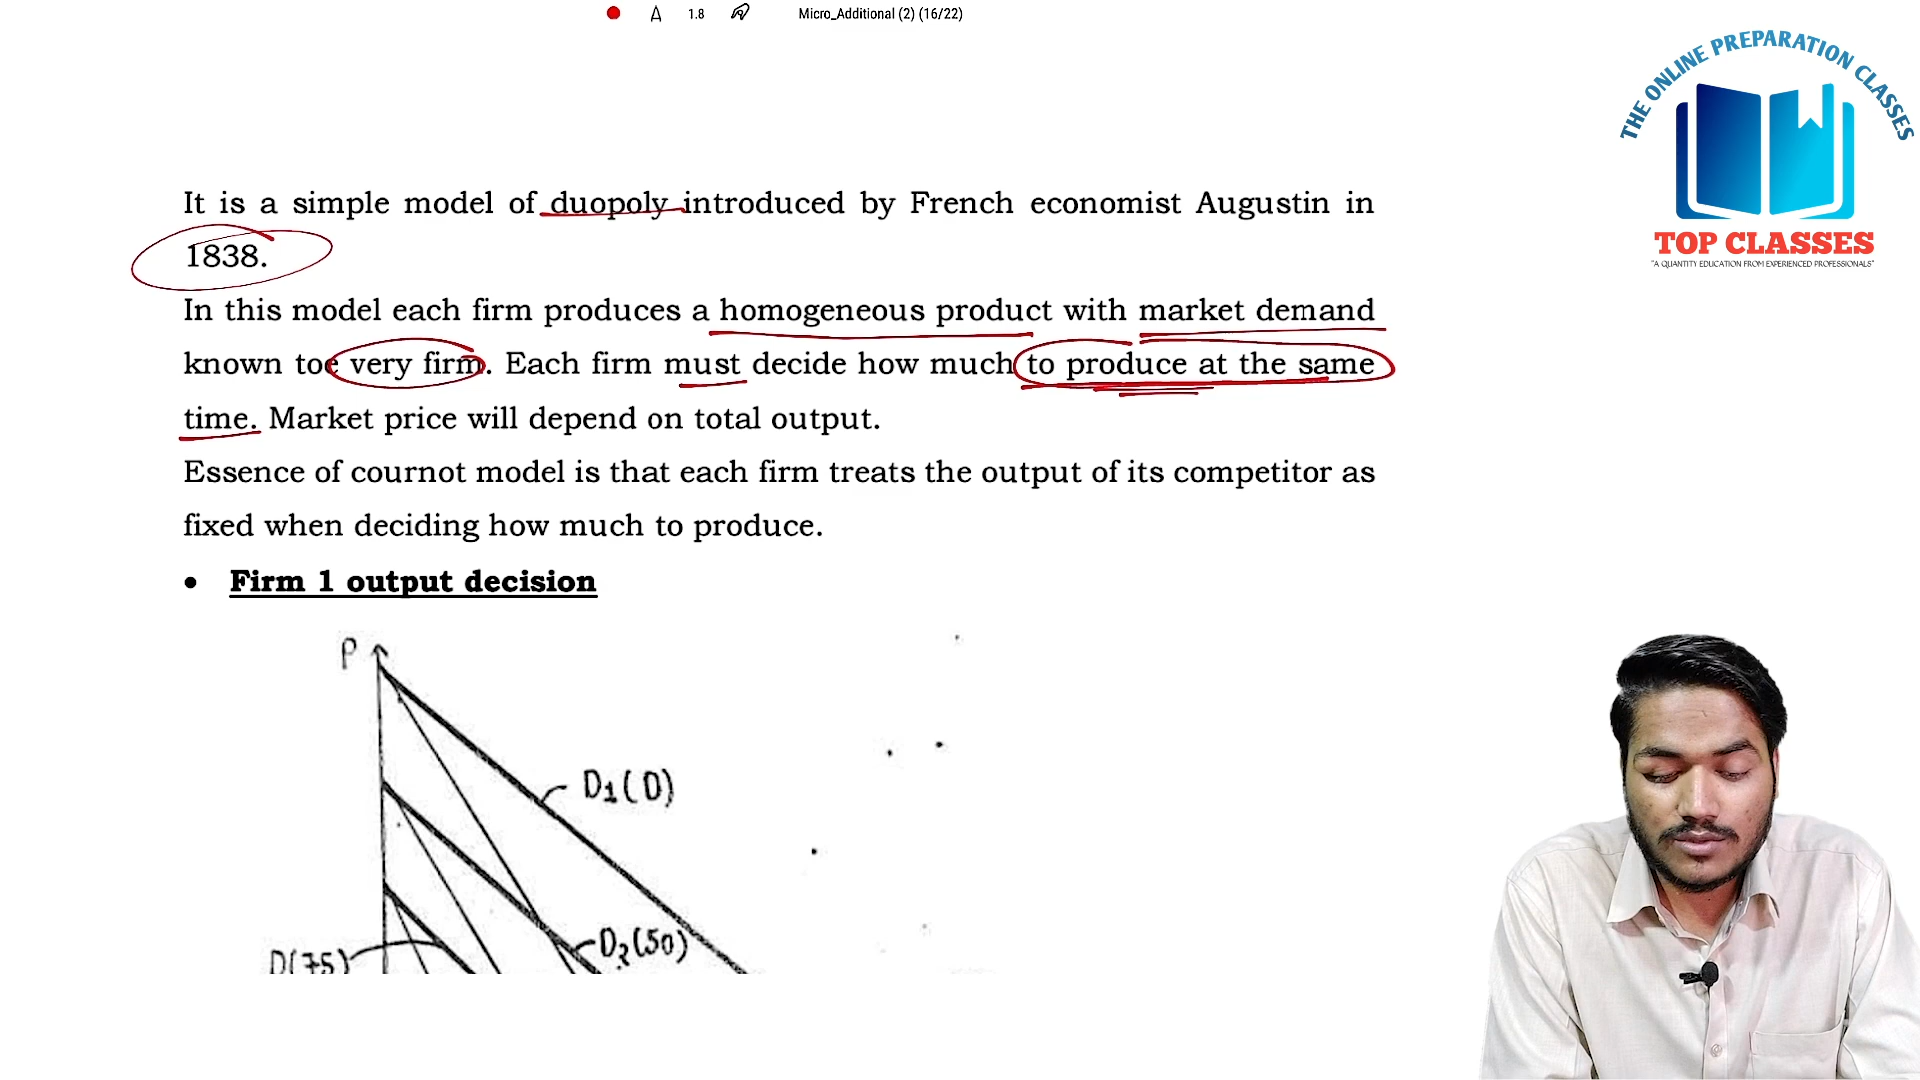 1.8 Micro_Additional (2) (16/22)
THE ONLINE PREPARATION CLASSES
TOP CLASSES
"A QUANTITY EDUCATION FROM EXPERIENCED PROFESSIONALS"
It is a simple model of duopoly introduced by French economist Augustin in
1838.
In this model each firm produces a homogeneous product with market demand
known toe very firm. Each firm must decide how much to produce at the same
time. Market price will depend on total output.
Essence of cournot model is that each firm treats the output of its competitor as
fixed when deciding how much to produce.
• Firm 1 output decision
P
D1(0)
D2(50)
D(75)